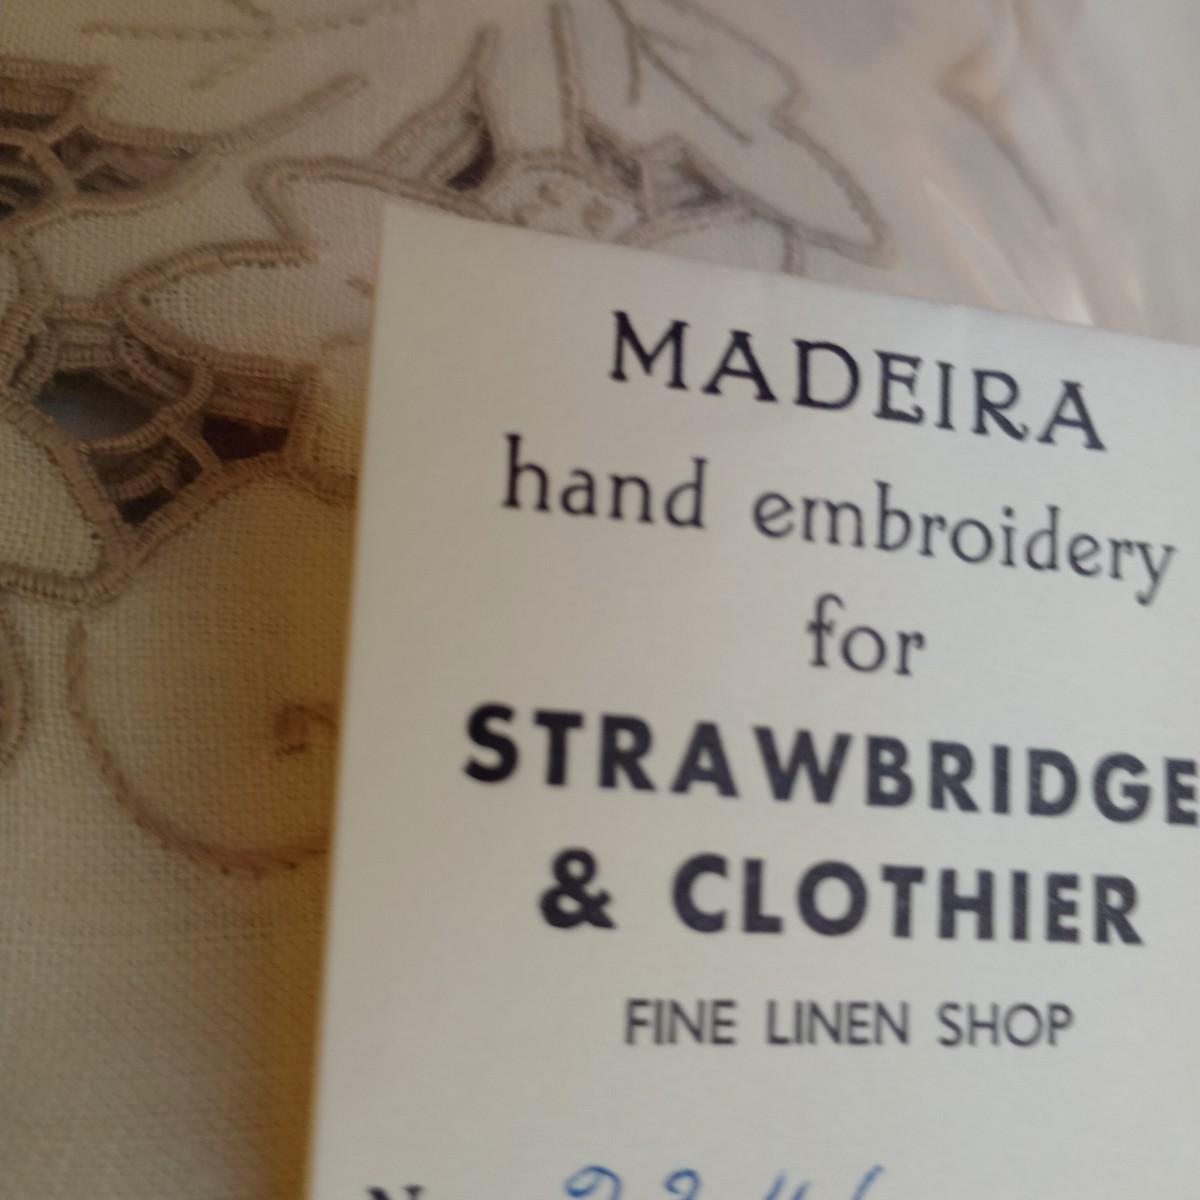 MADEIRA
hand embroidery
for
STRAWBRIDGE
& CLOTHIER
FINE LINEN SHOP